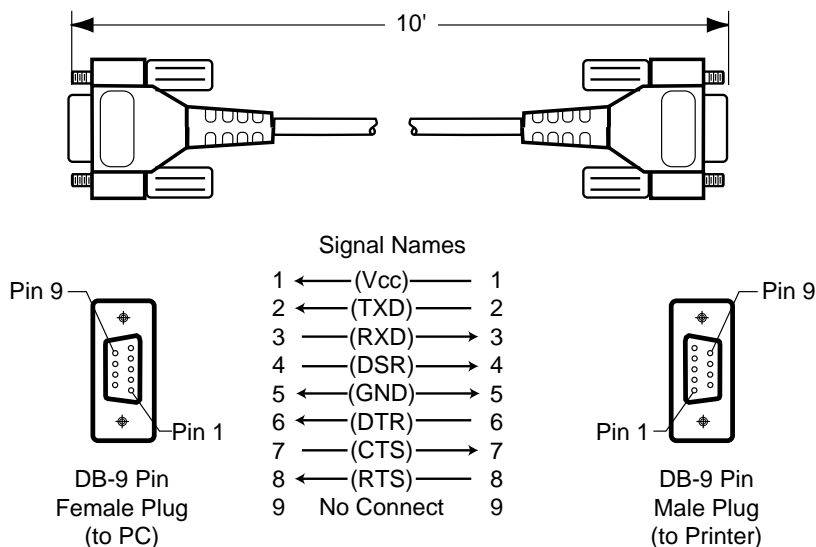 10'
Signal Names
1 (Vcc) 1
2 (TXD) 2
3 (RXD) 3
4 (DSR) 4
5 (GND) 5
6 (DTR) 6
7 (CTS) 7
8 (RTS) 8
9 No Connect 9
Pin 9
Pin 1
DB-9 Pin
Female Plug
(to PC)
Pin 9
Pin 1
DB-9 Pin
Male Plug
(to Printer)